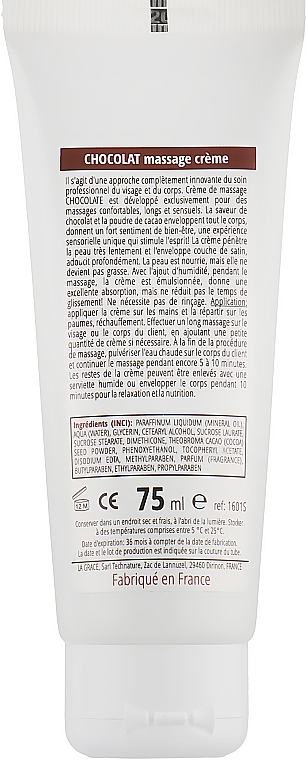 CHOCOLAT massage crème
Il s'agit d'une approche complètement innovante du soin
professionnel du visage et du corps. Crème de massage
CHOCOLATE est développé exclusivement pour des
massages confortables, longs et sensuels. La saveur de
chocolat et la poudre de cacao enveloppent tout le corps,
donnent un fort sentiment de bien-être, une expérience
sensorielle unique qui stimule l'esprit! La crème pénètre
la peau très lentement et l'enveloppe couche de satin,
adoucit profondément. La peau est nourrie, mais elle ne
devient pas grasse. Avec l'ajout d'humidité, pendant le
massage, la crème est émulsionnée, donne une
excellente absorption, mais ne réduit pas le temps de
glissement! Ne nécessite pas de rinçage. Application:
appliquer la crème sur les mains et la répartir sur les
paumes, réchauffement. Effectuer un long massage sur le
visage ou le corps du client, en ajoutant une petite
quantité de crème si nécessaire. À la fin de la procédure
de massage, pulvériser l'eau chaude sur le corps du client
et continuer le massage pendant encore 5 à 10 minutes.
Les restes de la crème peuvent être enlevés avec une
serviette humide ou envelopper le corps pendant 10
minutes pour la relaxation et la nutrition.
Ingrédients (INCI): PARAFFINUM LIQUIDUM (MINERAL OIL),
AQUA (WATER), GLYCERIN, CETEARYL ALCOHOL, SUCROSE LAURATE,
SUCROSE STEARATE, DIMETHICONE, THEOBROMA CACAO (COCOA)
SEED POWDER, PHENOXYETHANOL, TOCOPHERYL ACETATE,
DISODIUM EDTA, METHYLPARABEN, PARFUM (FRAGRANCE),
BUTYLPARABEN, ETHYLPARABEN, PROPYLPARABEN
12 M CE 75 ml e ref: 1601S
Conserver dans un endroit sec et frais, à l'abri de la lumière. Stocker
à des températures comprises entre 5 °C et 25°C.
Date d'expiration: 36 mois à compter de la date de fabrication.
La date et le lot de production est indiquée sur la couture du tube.
LA GRACE, Sarl Technature, Zac de Lannuzel, 29460 Dirinon, FRANCE
Fabriqué en France